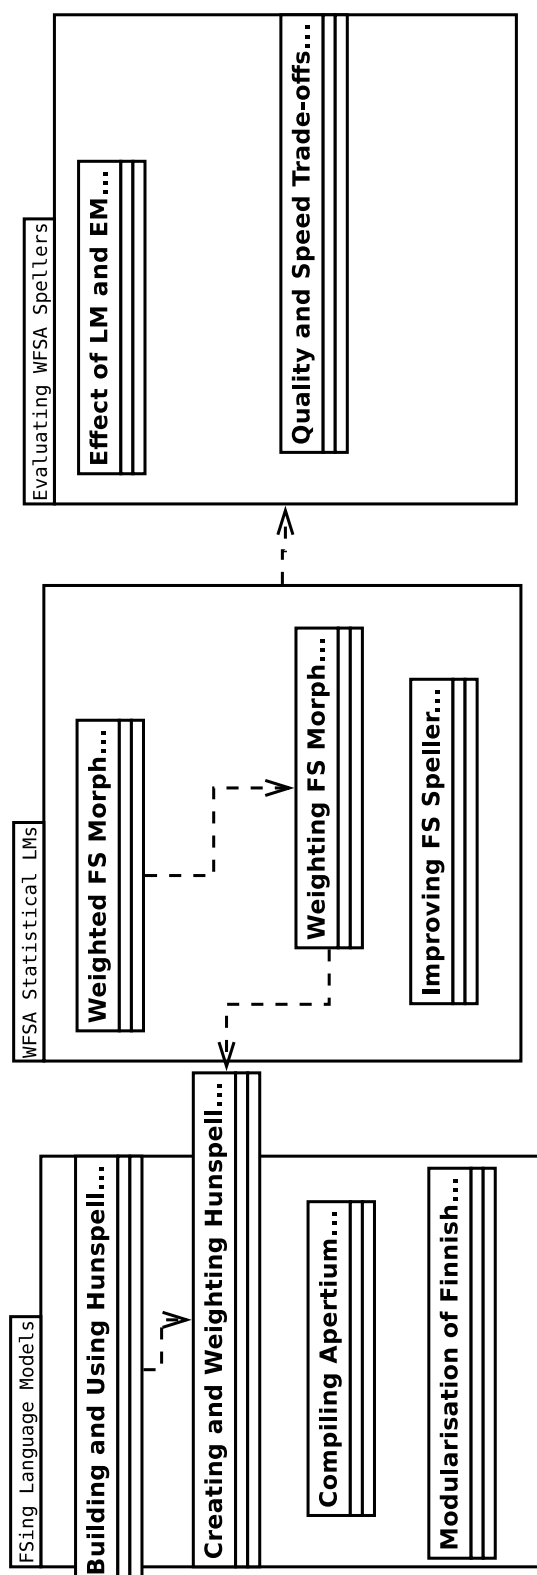 FSing Language Models
Building and Using Hunspell...
Creating and Weighting Hunspell...
Compiling Apertium...
Modularisation of Finnish...
WFSA Statistical LMs
Weighted FS Morph...
Weighting FS Morph...
Improving FS Speller...
Evaluating WFSA Spellers
Effect of LM and EM...
Quality and Speed Trade-offs...